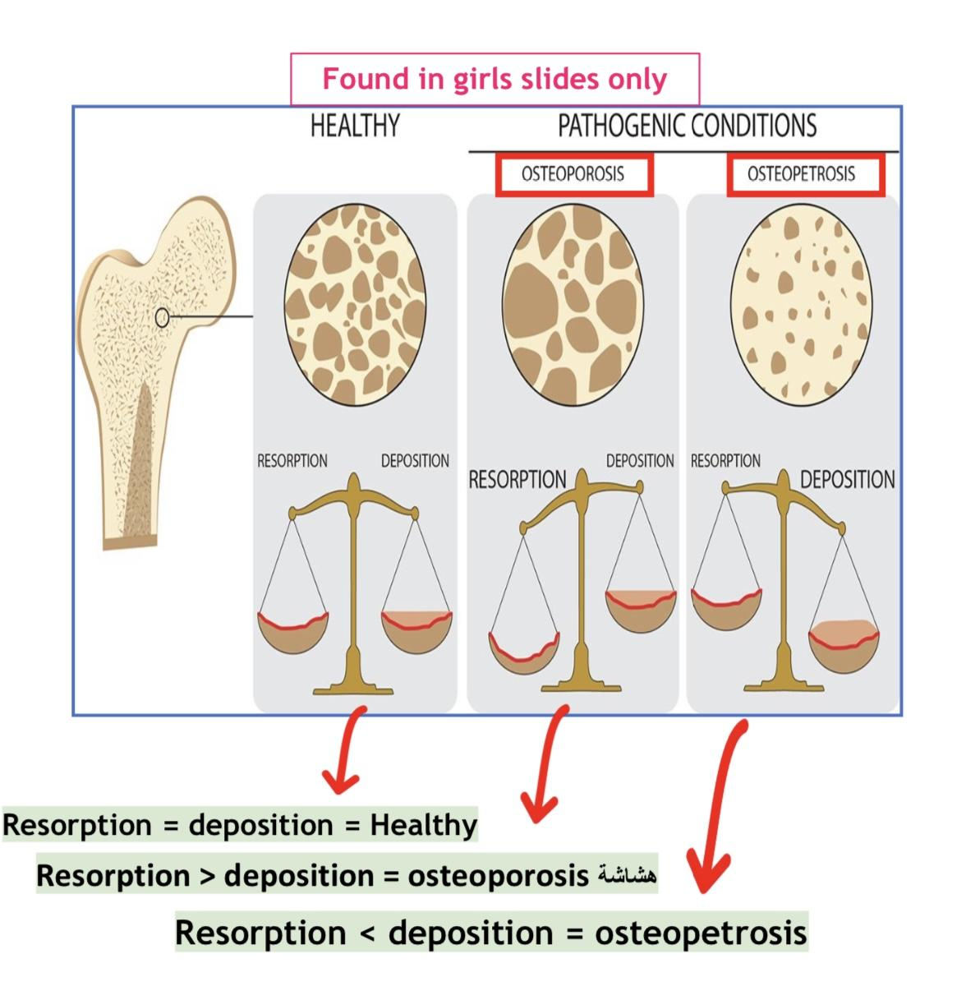 Found in girls slides only
HEALTHY
PATHOGENIC CONDITIONS
OSTEOPOROSIS
OSTEOPETROSIS
RESORPTION
DEPOSITION
RESORPTION
DEPOSITION
RESORPTION
DEPOSITION
Resorption = deposition = Healthy
Resorption > deposition = osteoporosis هشاشة
Resorption < deposition = osteopetrosis